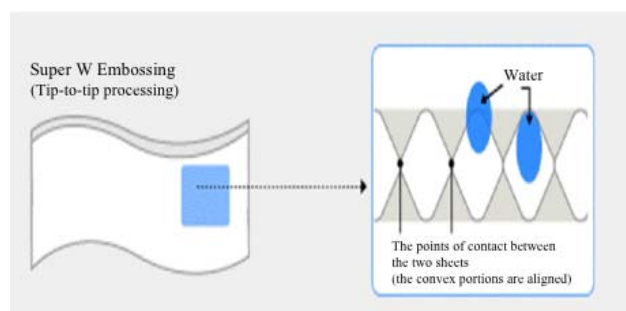 Super W Embossing
(Tip-to-tip processing)
Water
The points of contact between
the two sheets
(the convex portions are aligned)